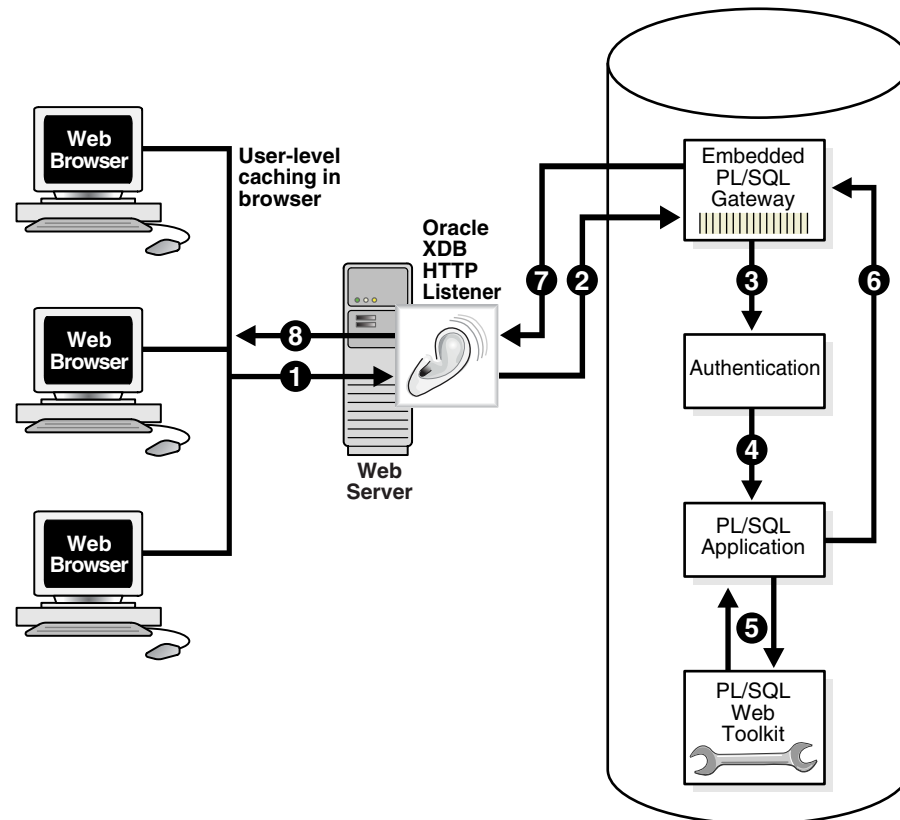 Web
Browser
User-level
caching in
browser
Web
Browser
Web
Browser
Oracle
XDB
HTTP
Listener
Web
Server
1
2
3
4
5
6
7
8
Embedded
PL/SQL
Gateway
Authentication
PL/SQL
Application
PL/SQL
Web
Toolkit